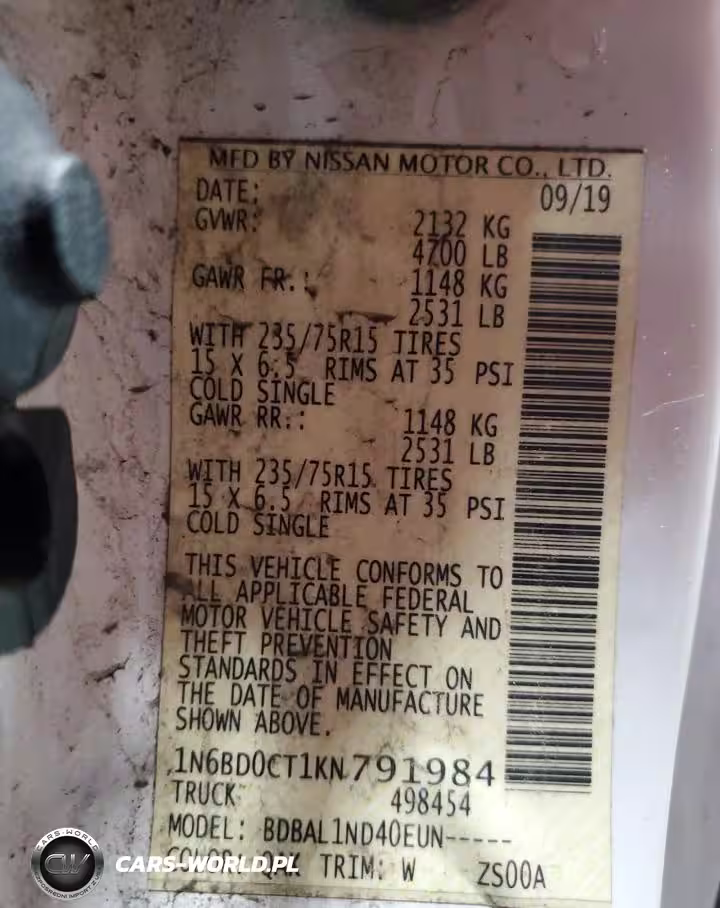 MFD BY NISSAN MOTOR CO., LTD.
DATE: 09/19
GVWR: 2132 KG
4700 LB
GAWR FR.: 1148 KG
2531 LB
WITH 235/75R15 TIRES
15 X 6.5 RIMS AT 35 PSI
COLD SINGLE
GAWR RR.: 1148 KG
2531 LB
WITH 235/75R15 TIRES
15 X 6.5 RIMS AT 35 PSI
COLD SINGLE
THIS VEHICLE CONFORMS TO
ALL APPLICABLE FEDERAL
MOTOR VEHICLE SAFETY AND
THEFT PREVENTION
STANDARDS IN EFFECT ON
THE DATE OF MANUFACTURE
SHOWN ABOVE.
1N6BD0CT1KN791984
TRUCK 498454
MODEL: BDBAL1ND40EUN-----
COLOR: TRIM: W ZS00A
CARS-WORLD
CW
CARS-WORLD.PL